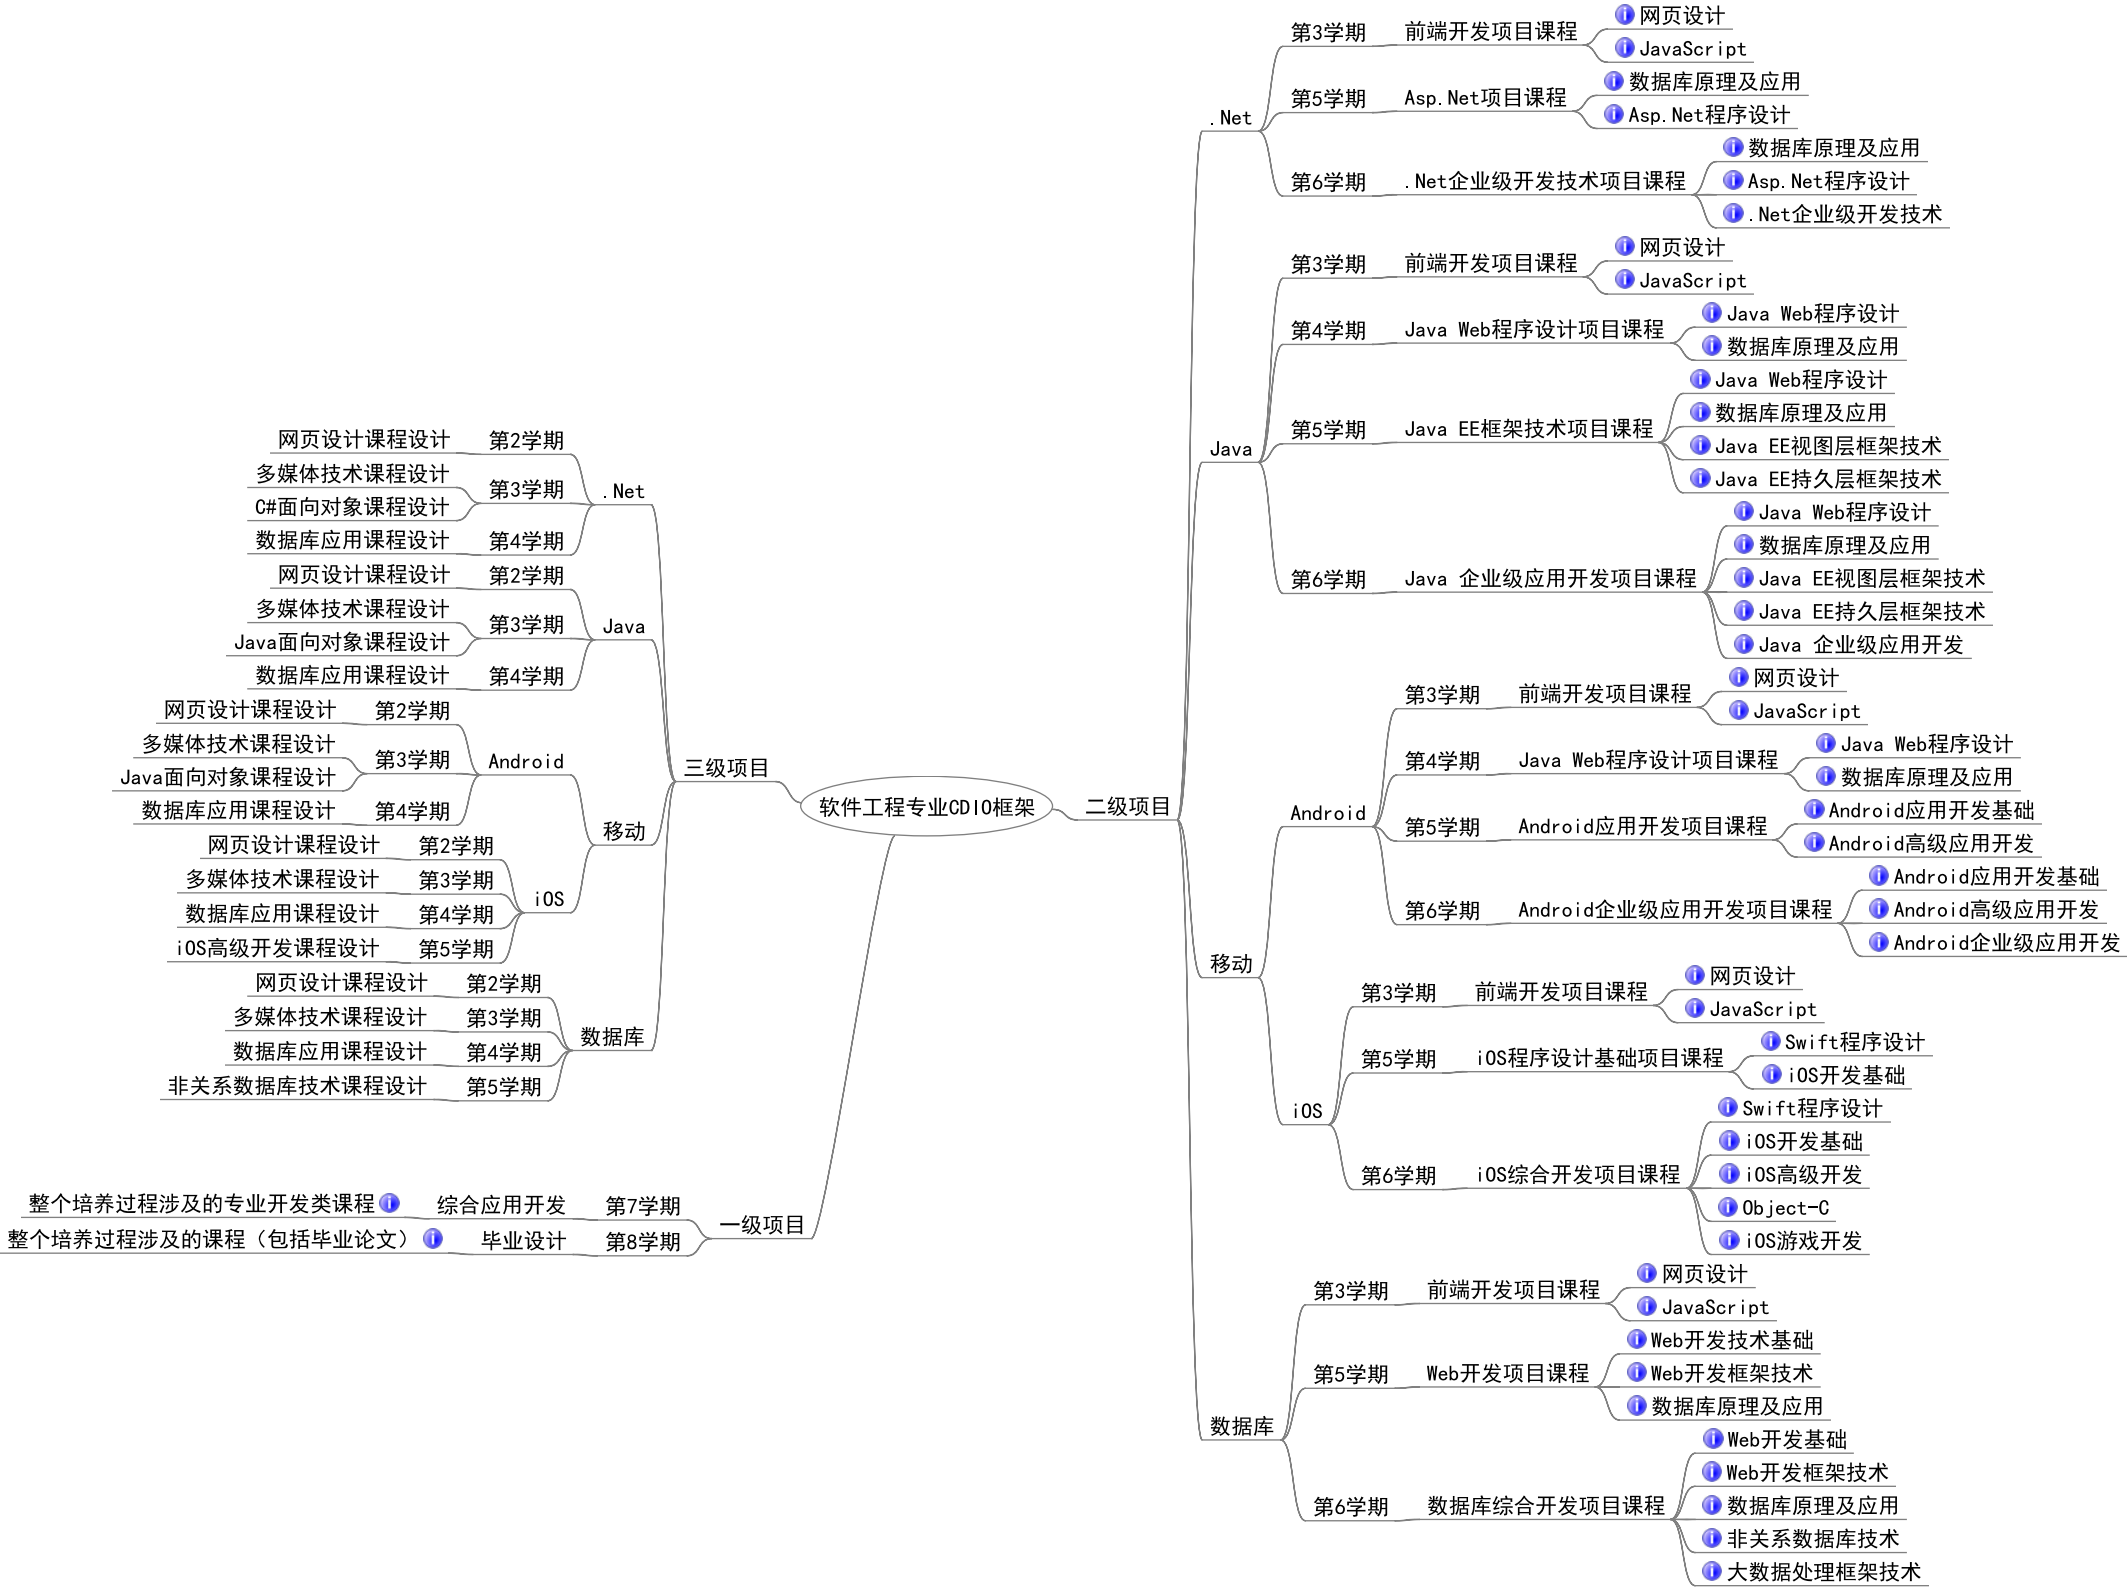 软件工程专业CDIO框架
三级项目
.Net
第2学期
网页设计课程设计
第3学期
多媒体技术课程设计
C#面向对象课程设计
第4学期
数据库应用课程设计
Java
第2学期
网页设计课程设计
第3学期
多媒体技术课程设计
Java面向对象课程设计
第4学期
数据库应用课程设计
移动
Android
第2学期
网页设计课程设计
第3学期
多媒体技术课程设计
Java面向对象课程设计
第4学期
数据库应用课程设计
iOS
第2学期
网页设计课程设计
第3学期
多媒体技术课程设计
第4学期
数据库应用课程设计
第5学期
iOS高级开发课程设计
数据库
第2学期
网页设计课程设计
第3学期
多媒体技术课程设计
第4学期
数据库应用课程设计
第5学期
非关系数据库技术课程设计
一级项目
第7学期
综合应用开发
整个培养过程涉及的专业开发类课程
第8学期
毕业设计
整个培养过程涉及的课程（包括毕业论文）
二级项目
.Net
第3学期
前端开发项目课程
网页设计
JavaScript
第5学期
Asp.Net项目课程
数据库原理及应用
Asp.Net程序设计
第6学期
.Net企业级开发技术项目课程
数据库原理及应用
Asp.Net程序设计
.Net企业级开发技术
Java
第3学期
前端开发项目课程
网页设计
JavaScript
第4学期
Java Web程序设计项目课程
Java Web程序设计
数据库原理及应用
第5学期
Java EE框架技术项目课程
Java Web程序设计
数据库原理及应用
Java EE视图层框架技术
Java EE持久层框架技术
第6学期
Java 企业级应用开发项目课程
Java Web程序设计
数据库原理及应用
Java EE视图层框架技术
Java EE持久层框架技术
Java 企业级应用开发
移动
Android
第3学期
前端开发项目课程
网页设计
JavaScript
第4学期
Java Web程序设计项目课程
Java Web程序设计
数据库原理及应用
第5学期
Android应用开发项目课程
Android应用开发基础
Android高级应用开发
第6学期
Android企业级应用开发项目课程
Android应用开发基础
Android高级应用开发
Android企业级应用开发
iOS
第3学期
前端开发项目课程
网页设计
JavaScript
第5学期
iOS程序设计基础项目课程
Swift程序设计
iOS开发基础
第6学期
iOS综合开发项目课程
Swift程序设计
iOS开发基础
iOS高级开发
Object-C
iOS游戏开发
数据库
第3学期
前端开发项目课程
网页设计
JavaScript
第5学期
Web开发项目课程
Web开发技术基础
Web开发框架技术
数据库原理及应用
第6学期
数据库综合开发项目课程
Web开发基础
Web开发框架技术
数据库原理及应用
非关系数据库技术
大数据处理框架技术